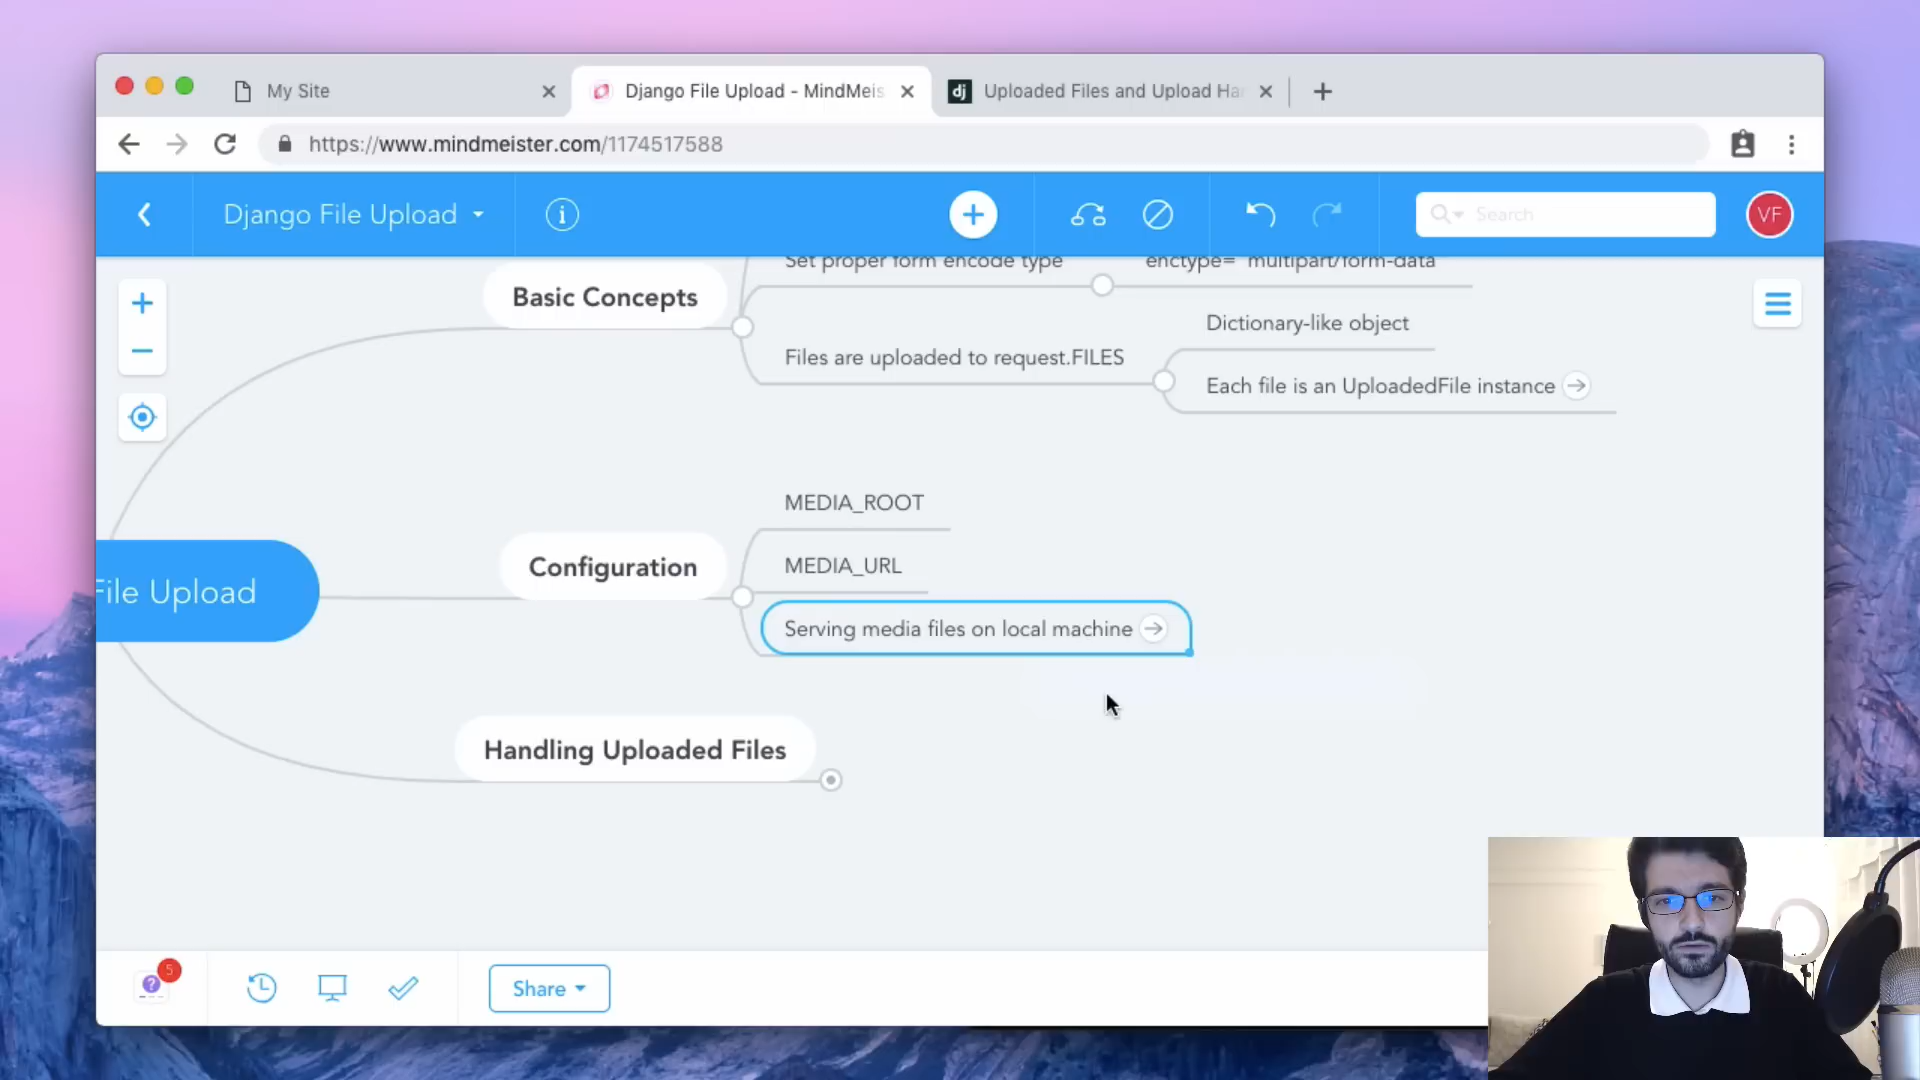 My Site
Django File Upload - MindMeis
dj
Uploaded Files and Upload Ha
https://www.mindmeister.com/1174517588
Django File Upload
Search
VF
Set proper form encode type
enctype= multipart/form-data
Basic Concepts
Dictionary-like object
Files are uploaded to request.FILES
Each file is an UploadedFile instance
MEDIA_ROOT
Configuration
MEDIA_URL
File Upload
Serving media files on local machine
Handling Uploaded Files
5
?
Share